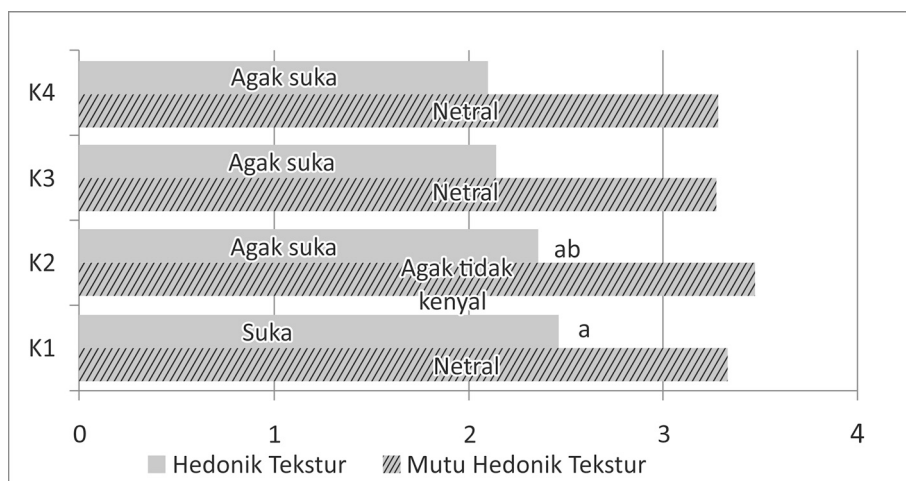 K4
Agak suka
Netral
K3
Agak suka
Netral
K2
Agak suka
ab
Agak tidak
kenyal
K1
Suka
a
Netral
0 1 2 3 4
Hedonik Tekstur Mutu Hedonik Tekstur